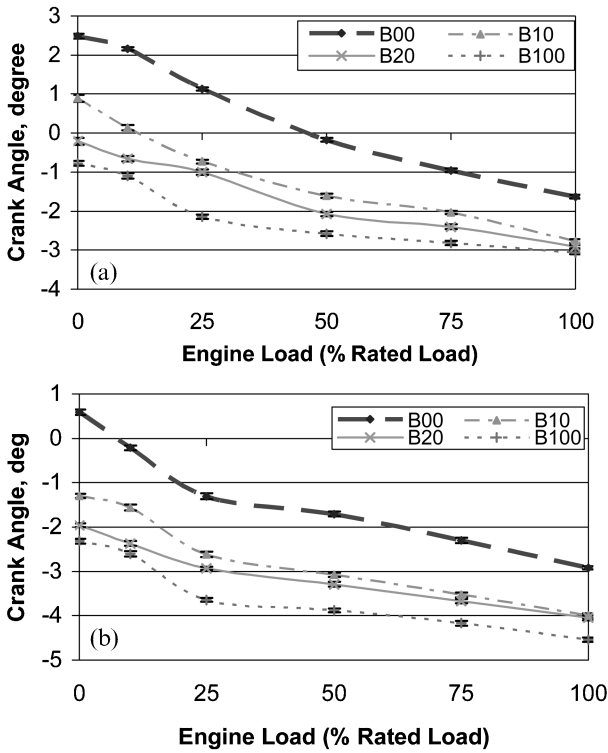 3
2
1
0
-1
-2
-3
-4
Crank Angle, degree
B00 B10
B20 B100
(a)
0 25 50 75 100
Engine Load (% Rated Load)
1
0
-1
-2
-3
-4
-5
Crank Angle, deg
B00 B10
B20 B100
(b)
0 25 50 75 100
Engine Load (% Rated Load)